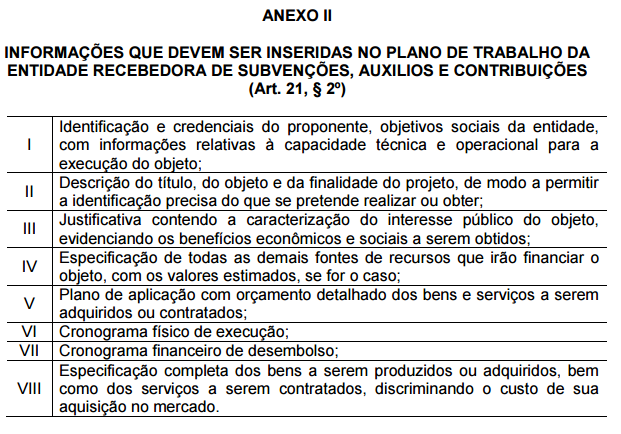 ANEXO II
INFORMAÇÕES QUE DEVEM SER INSERIDAS NO PLANO DE TRABALHO DA
ENTIDADE RECEBEDORA DE SUBVENÇÕES, AUXILIOS E CONTRIBUIÇÕES
(Art. 21, § 2º)
I Identificação e credenciais do proponente, objetivos sociais da entidade,
com informações relativas à capacidade técnica e operacional para a
execução do objeto;
II Descrição do título, do objeto e da finalidade do projeto, de modo a permitir
a identificação precisa do que se pretende realizar ou obter;
III Justificativa contendo a caracterização do interesse público do objeto,
evidenciando os benefícios econômicos e sociais a serem obtidos;
IV Especificação de todas as demais fontes de recursos que irão financiar o
objeto, com os valores estimados, se for o caso;
V Plano de aplicação com orçamento detalhado dos bens e serviços a serem
adquiridos ou contratados;
VI Cronograma físico de execução;
VII Cronograma financeiro de desembolso;
VIII Especificação completa dos bens a serem produzidos ou adquiridos, bem
como dos serviços a serem contratados, discriminando o custo de sua
aquisição no mercado.